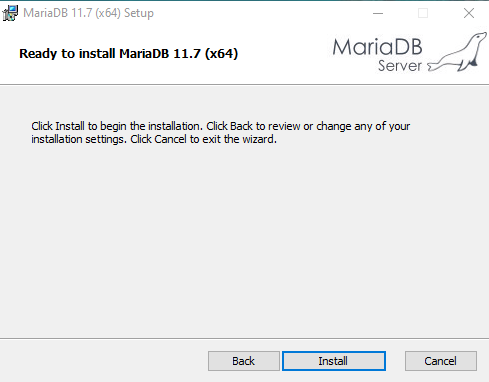 MariaDB 11.7 (x64) Setup
Ready to install MariaDB 11.7 (x64)
MariaDB
Server
Click Install to begin the installation. Click Back to review or change any of your
installation settings. Click Cancel to exit the wizard.
Back
Install
Cancel